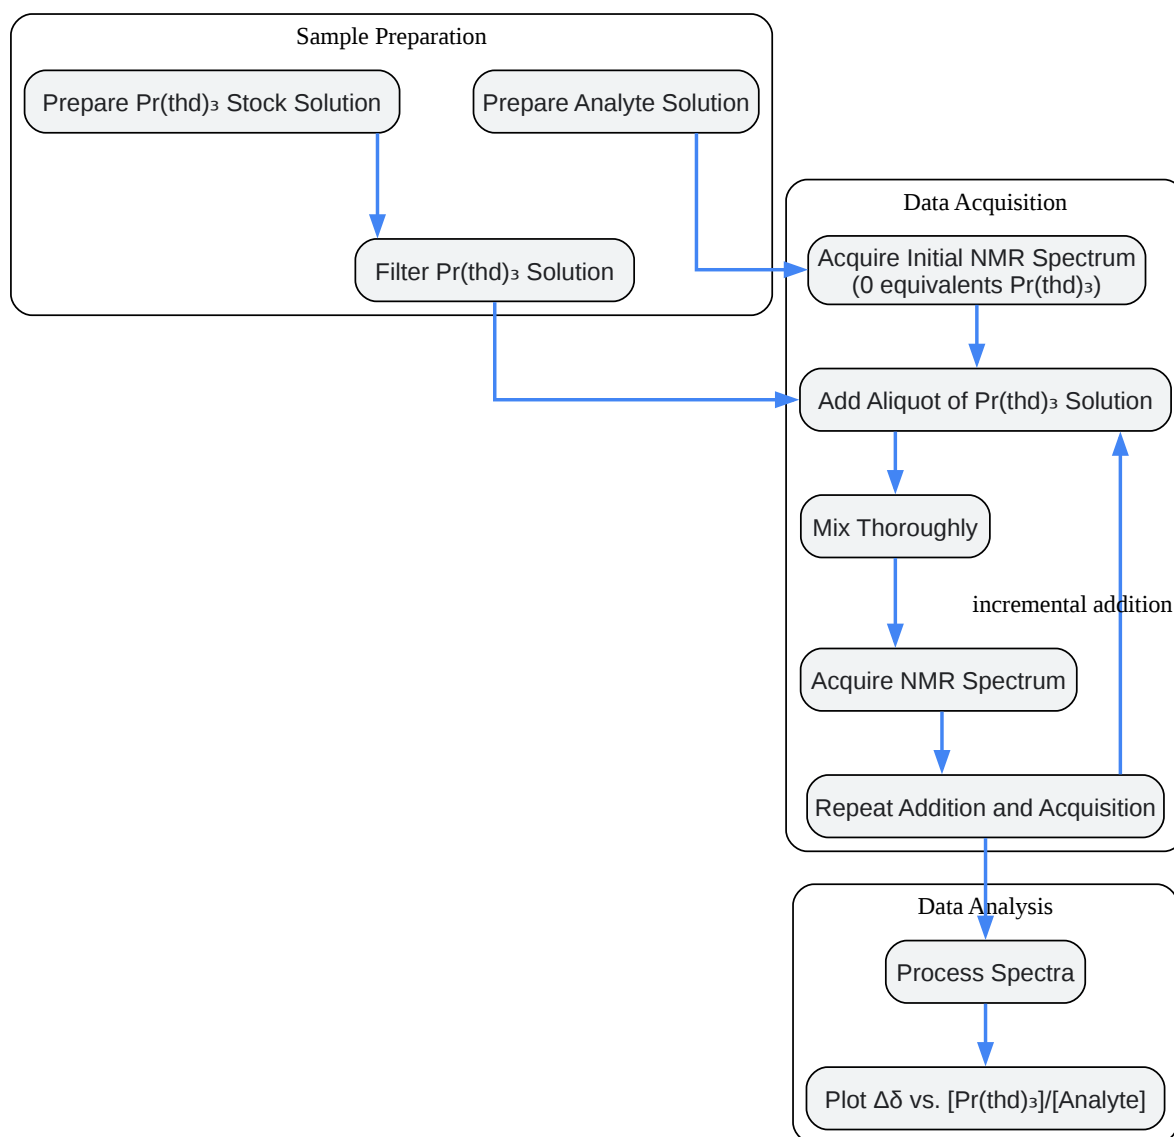 Sample Preparation
Prepare Pr(thd)₃ Stock Solution
Prepare Analyte Solution
Filter Pr(thd)₃ Solution
Data Acquisition
Acquire Initial NMR Spectrum
(0 equivalents Pr(thd)₃)
Add Aliquot of Pr(thd)₃ Solution
Mix Thoroughly
incremental addition
Acquire NMR Spectrum
Repeat Addition and Acquisition
Data Analysis
Process Spectra
Plot Δδ vs. [Pr(thd)₃]/[Analyte]